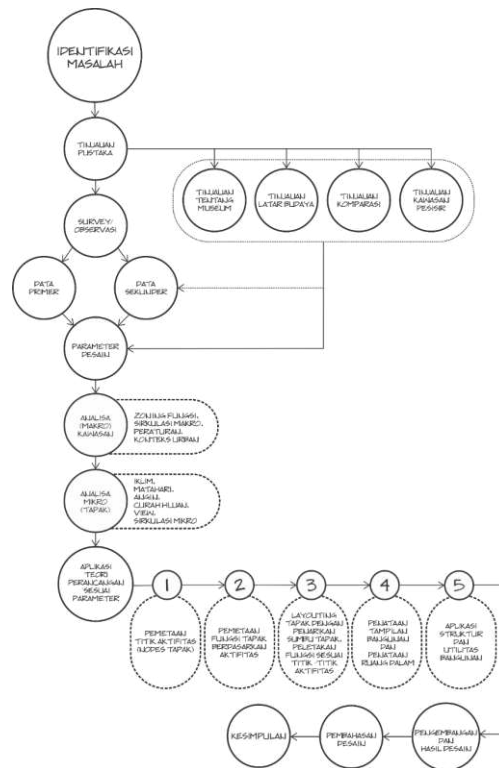 IDENTIFIKASI
MASALAH
TINJAUAN
PUSTAKA
TINJAUAN
TENTANG
MUSEUM
TINJAUAN
LATAR BUDAYA
TINJAUAN
KOMPARASI
TINJAUAN
KAWASAN
PESISIR
SURVEY/
OBSERVASI
DATA
PRIMER
DATA
SEKUNDER
PARAMETER
DESAIN
ANALISA
(MAKRO)
KAWASAN
ZONING FUNGSI,
SIRKULASI MAKRO,
PERATURAN,
KONTEKS URBAN
ANALISA
MIKRO
(TAPAK)
IKLIM,
MATAHARI,
ANGIN,
CURAH HUJAN,
VIEW,
SIRKULASI MIKRO
APLIKASI
TEORI
PERANCANGAN
SESUAI
PARAMETER
1
PEMETAAN
TITIK AKTIFITAS
(NODES TAPAK)
2
PEMETAAN
FUNGSI TAPAK
BERDASARKAN
AKTIFITAS
3
LAYOUTING
TAPAK DENGAN
PENARIKAN
SUMBU TAPAK,
PELETAKAN
FUNGSI SESUAI
TITIK-TITIK
AKTIFITAS
4
PENATAAN
TAMPILAN
BANGUNAN
DAN
PENATAAN
RUANG DALAM
5
APLIKASI
STRUKTUR
DAN
UTILITAS
BANGUNAN
KESIMPULAN
PEMBAHASAN
DESAIN
PENGEMBANGAN
DAN
HASIL DESAIN